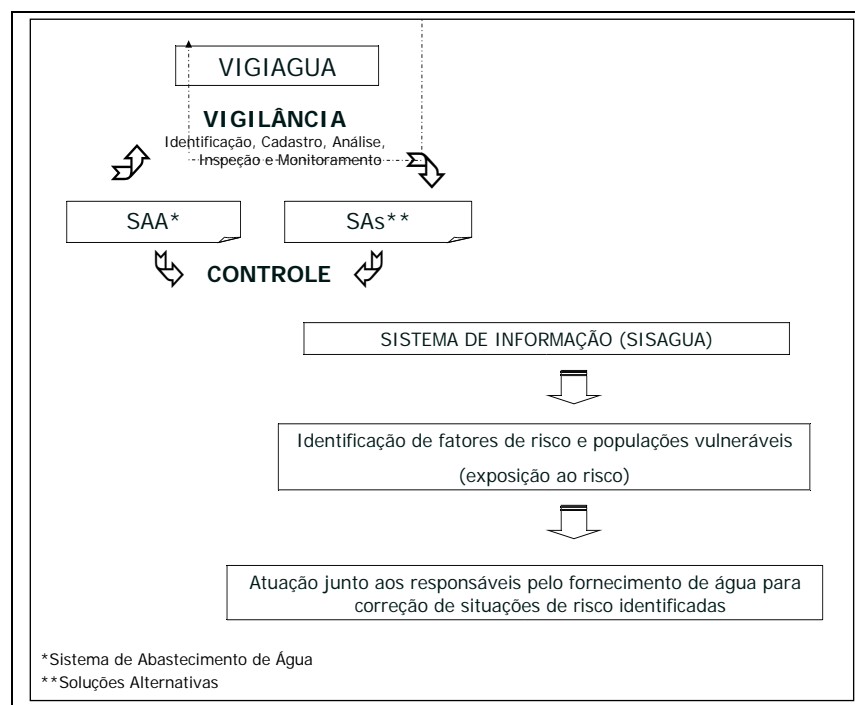 VIGIAGUA
VIGILÂNCIA
Identificação, Cadastro, Análise,
Inspeção e Monitoramento
SAA*
SAs**
CONTROLE
SISTEMA DE INFORMAÇÃO (SISAGUA)
Identificação de fatores de risco e populações vulneráveis
(exposição ao risco)
Atuação junto aos responsáveis pelo fornecimento de água para
correção de situações de risco identificadas
*Sistema de Abastecimento de Água
**Soluções Alternativas